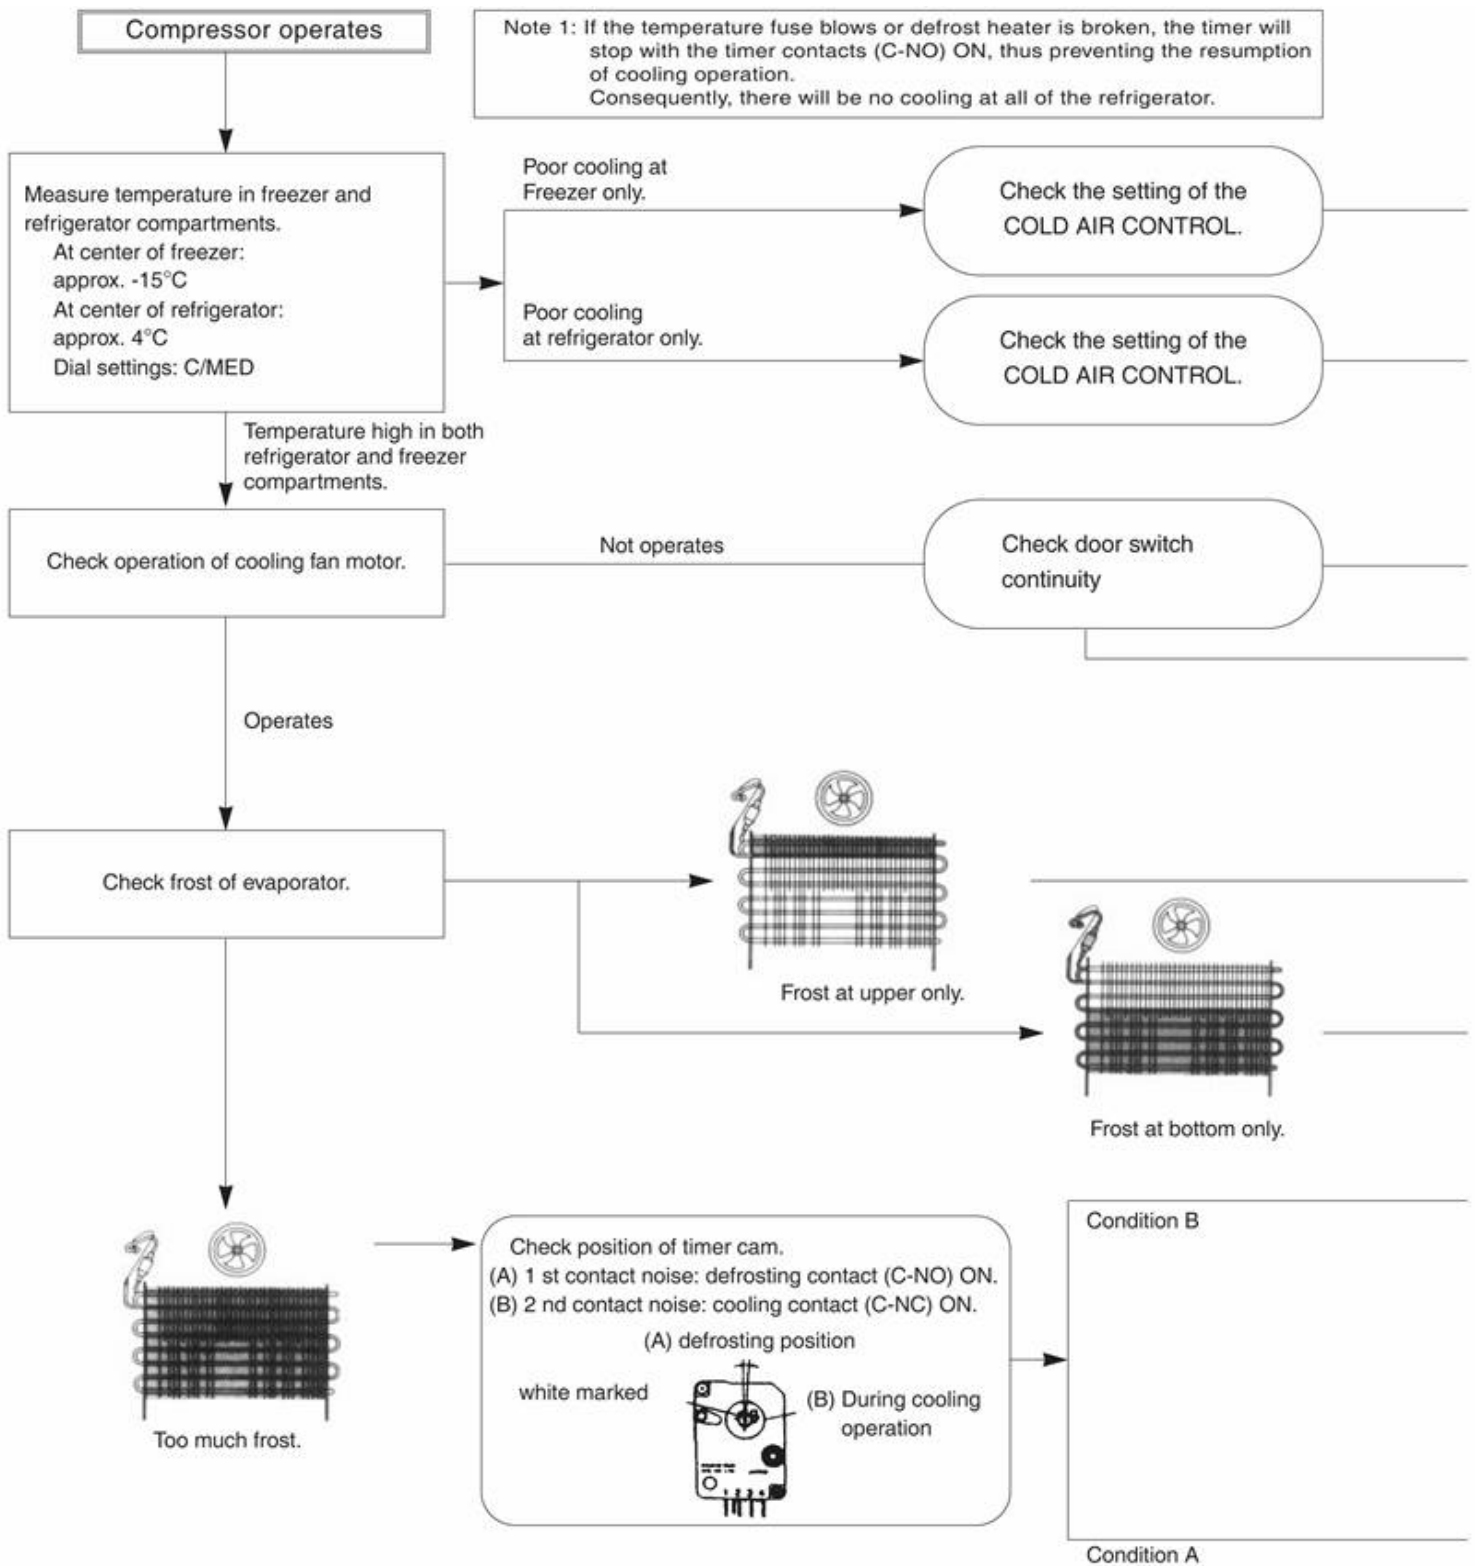 Compressor operates
Note 1: If the temperature fuse blows or defrost heater is broken, the timer will
stop with the timer contacts (C-NO) ON, thus preventing the resumption
of cooling operation.
Consequently, there will be no cooling at all of the refrigerator.
Measure temperature in freezer and
refrigerator compartments.
At center of freezer:
approx. -15°C
At center of refrigerator:
approx. 4°C
Dial settings: C/MED
Poor cooling at
Freezer only.
Check the setting of the
COLD AIR CONTROL.
Poor cooling
at refrigerator only.
Check the setting of the
COLD AIR CONTROL.
Temperature high in both
refrigerator and freezer
compartments.
Check operation of cooling fan motor.
Not operates
Check door switch
continuity
Operates
Check frost of evaporator.
Frost at upper only.
Frost at bottom only.
Too much frost.
Check position of timer cam.
(A) 1 st contact noise: defrosting contact (C-NO) ON.
(B) 2 nd contact noise: cooling contact (C-NC) ON.
(A) defrosting position
white marked
(B) During cooling
operation
1 2 3 4
Condition B
Condition A